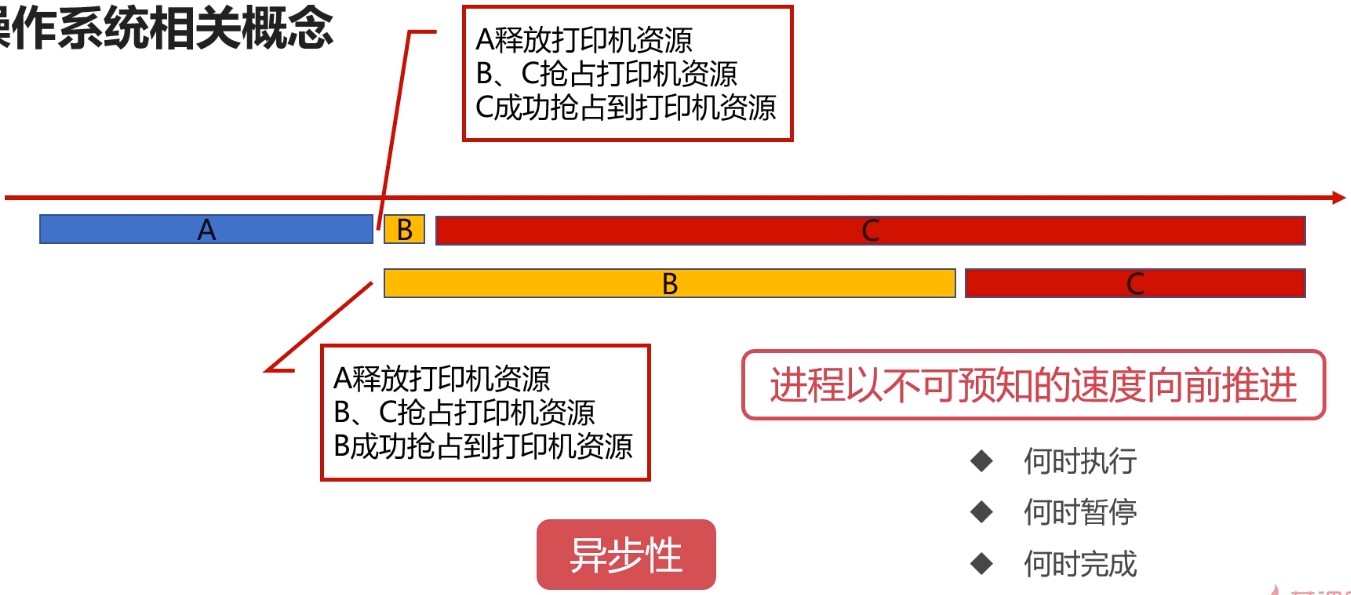 操作系统相关概念
A释放打印机资源
B、C抢占打印机资源
C成功抢占到打印机资源
A
B
C
B
C
A释放打印机资源
B、C抢占打印机资源
B成功抢占到打印机资源
进程以不可预知的速度向前推进
何时执行
何时暂停
何时完成
异步性